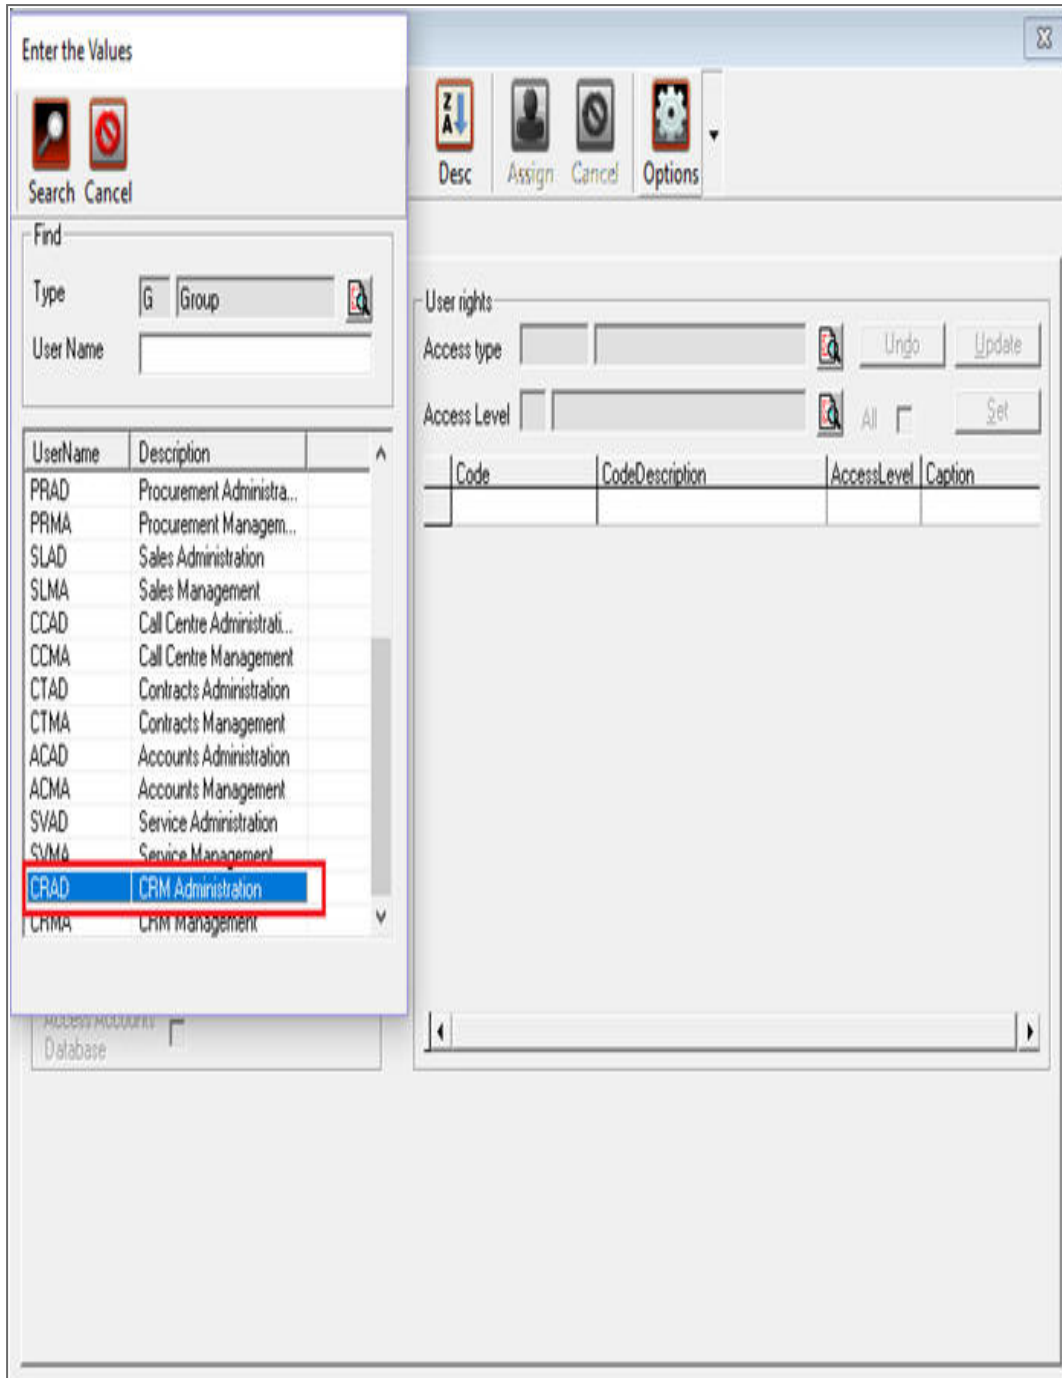 Enter the Values
Search Cancel
Desc Assign Cancel Options
Find
Type G Group
User Name
UserName Description
PRAD Procurement Administra...
PRMA Procurement Managem...
SLAD Sales Administration
SLMA Sales Management
CCAD Call Centre Administrati...
CCMA Call Centre Management
CTAD Contracts Administration
CTMA Contracts Management
ACAD Accounts Administration
ACMA Accounts Management
SVAD Service Administration
SVMA Service Management
CRAD CRM Administration
CRMA CRM Management
Access Accounts
Database
User rights
Access type Undo Update
Access Level All Set
Code CodeDescription AccessLevel Caption